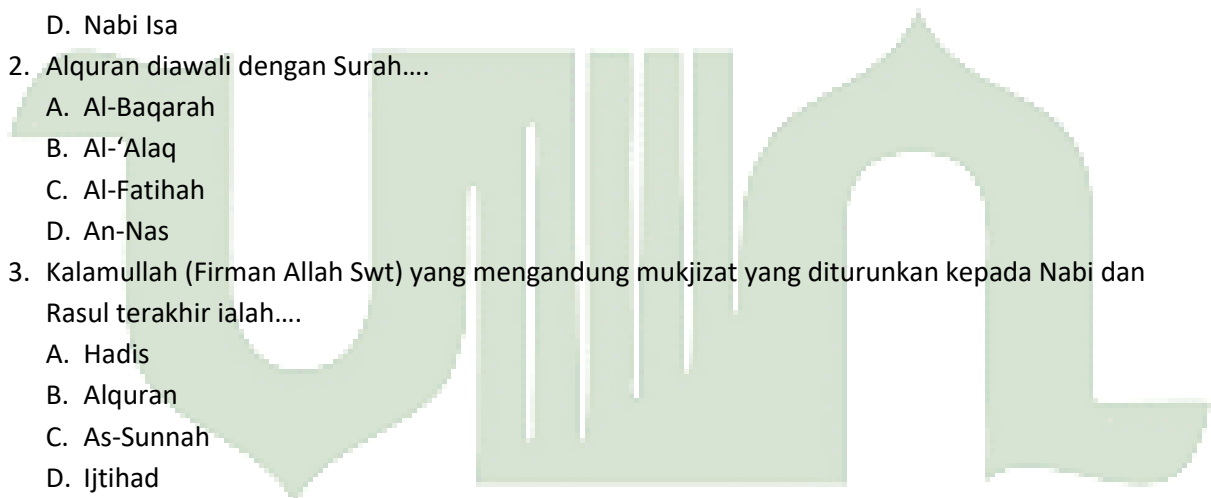 D. Nabi Isa
2. Alquran diawali dengan Surah....
A. Al-Baqarah
B. Al-‘Alaq
C. Al-Fatihah
D. An-Nas
3. Kalamullah (Firman Allah Swt) yang mengandung mukjizat yang diturunkan kepada Nabi dan
Rasul terakhir ialah....
A. Hadis
B. Alquran
C. As-Sunnah
D. Ijtihad